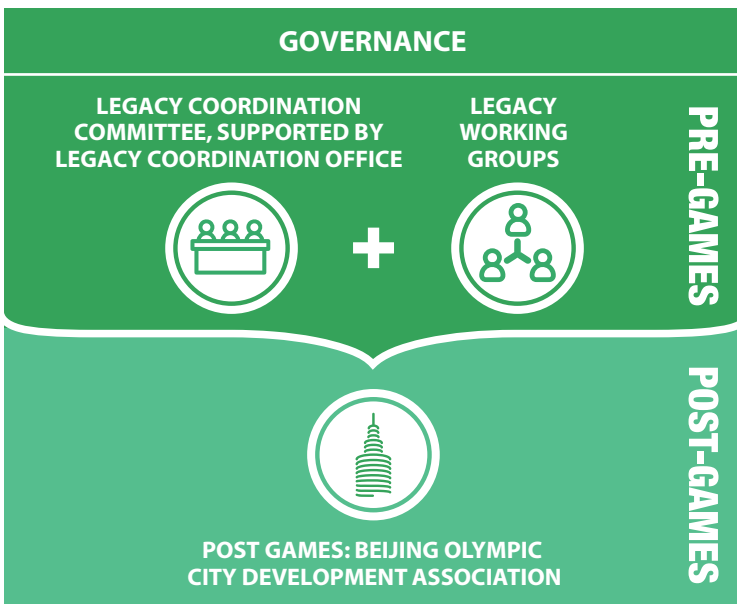 GOVERNANCE
LEGACY COORDINATION
COMMITTEE, SUPPORTED BY
LEGACY COORDINATION OFFICE
LEGACY
WORKING
GROUPS
+
PRE-GAMES
POST GAMES: BEIJING OLYMPIC
CITY DEVELOPMENT ASSOCIATION
POST-GAMES